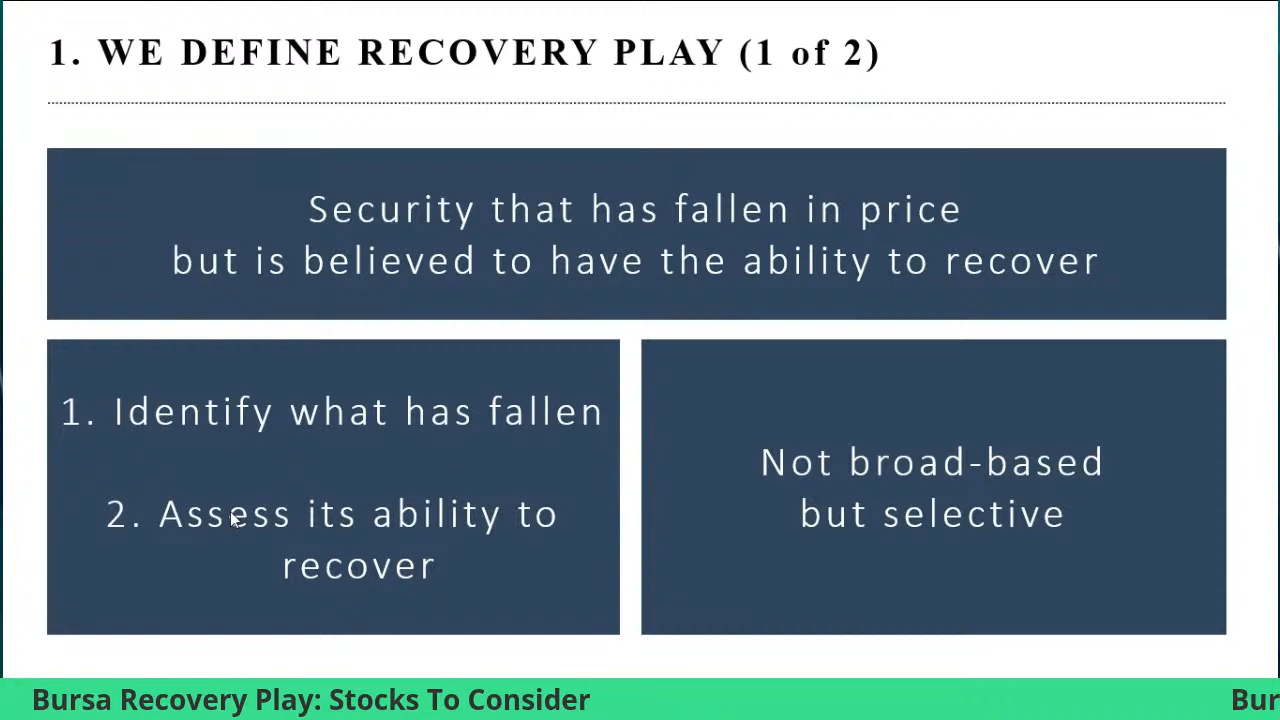 1. WE DEFINE RECOVERY PLAY (1 of 2)
Security that has fallen in price
but is believed to have the ability to recover
1. Identify what has fallen
2. Assess its ability to
recover
Not broad-based
but selective
Bursa Recovery Play: Stocks To Consider
Bur